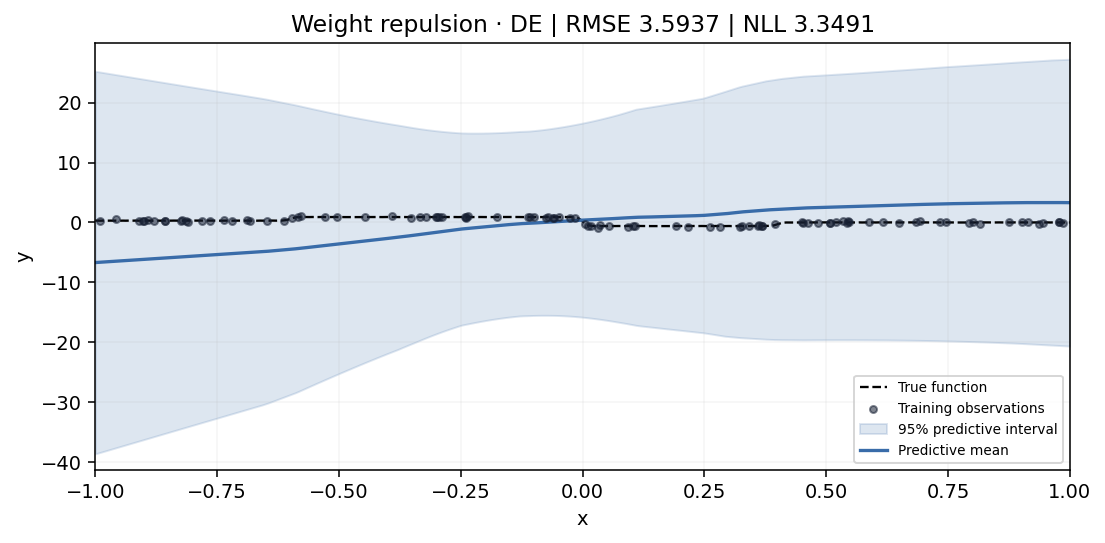 Weight repulsion · DE | RMSE 3.5937 | NLL 3.3491
y
20
10
0
−10
−20
−30
−40
−1.00 −0.75 −0.50 −0.25 0.00 0.25 0.50 0.75 1.00
x
True function
Training observations
95% predictive interval
Predictive mean